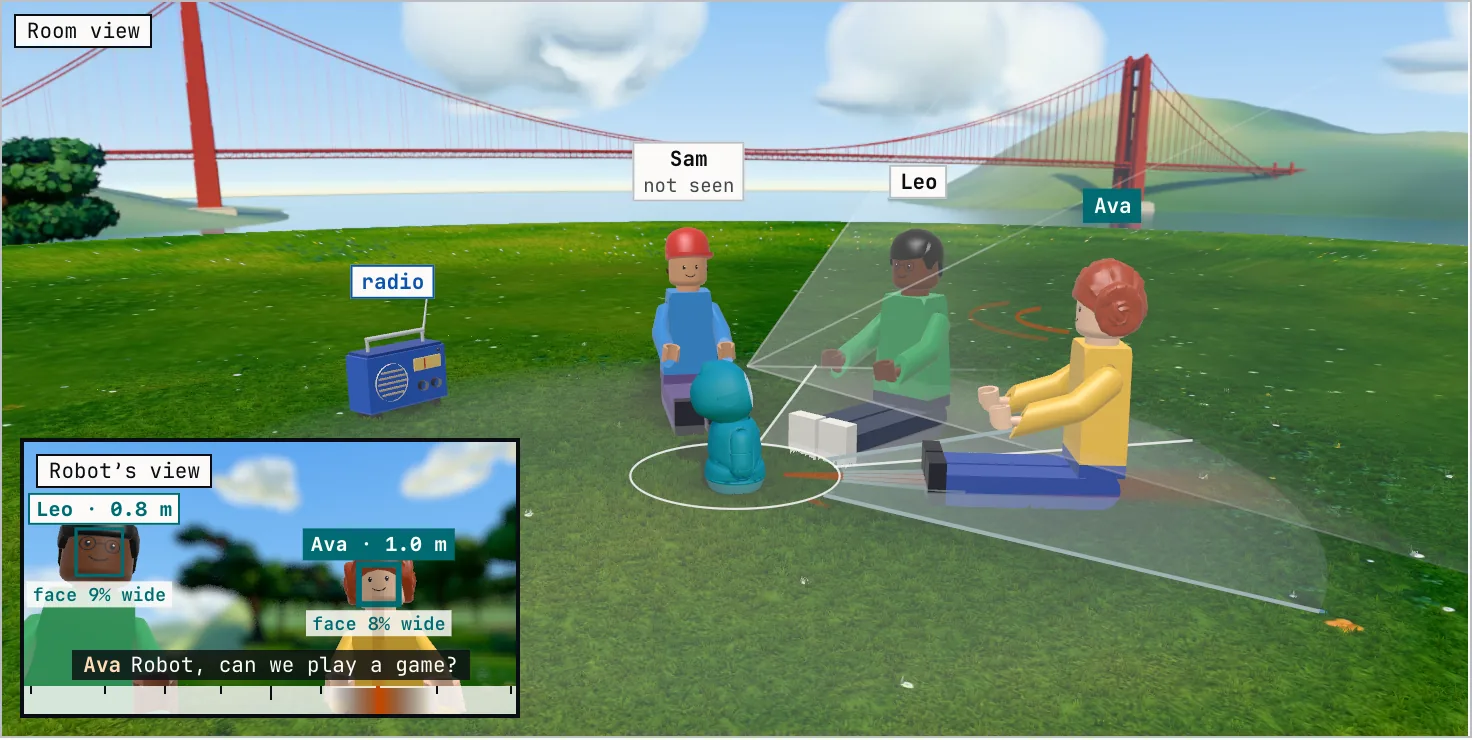 Room view
Sam
not seen
Leo
Ava
radio
Robot’s view
Leo · 0.8 m
Ava · 1.0 m
face 9% wide
face 8% wide
Ava Robot, can we play a game?